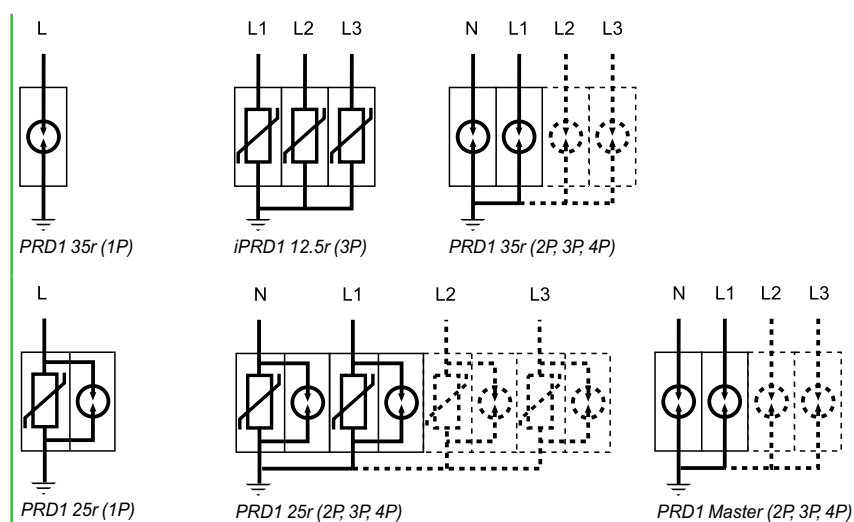 L
L1 L2 L3
N L1 L2 L3
PRD1 35r (1P)
iPRD1 12.5r (3P)
PRD1 35r (2P, 3P, 4P)
L
N L1 L2 L3
N L1 L2 L3
PRD1 25r (1P)
PRD1 25r (2P, 3P, 4P)
PRD1 Master (2P, 3P, 4P)